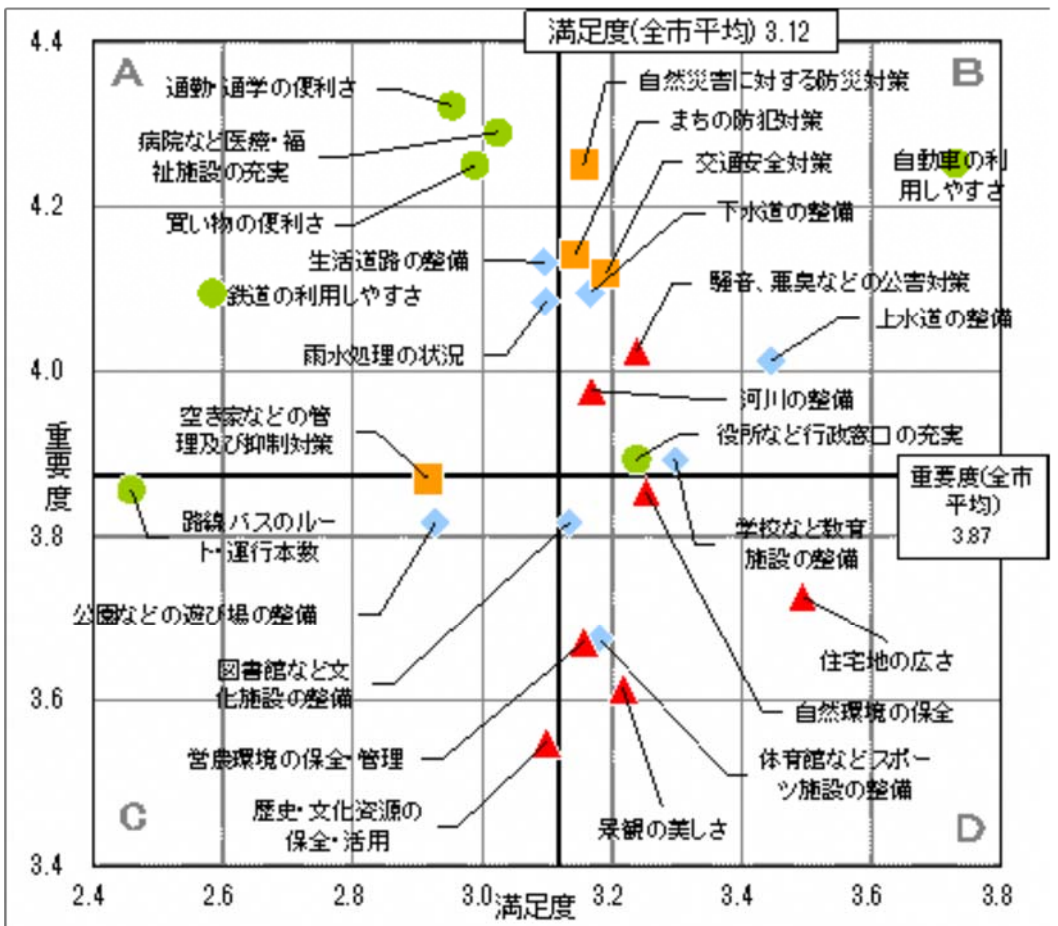 満足度(全市平均) 3.12
4.4
A
B
通勤・通学の便利さ
自然災害に対する防災対策
病院など医療・福
祉施設の充実
まちの防犯対策
交通安全対策
自動車の利
用しやすさ
4.2
買い物の便利さ
下水道の整備
生活道路の整備
鉄道の利用しやすさ
騒音、悪臭などの公害対策
上水道の整備
雨水処理の状況
4.0
河川の整備
空き家などの管
理及び抑制対策
役所など行政窓口の充実
重要度
重要度(全市
平均)
3.87
路線バスのルー
ト・運行本数
3.8
学校など教育
施設の整備
公園などの遊び場の整備
住宅地の広さ
図書館など文
化施設の整備
3.6
自然環境の保全
営農環境の保全・管理
体育館などスポー
ツ施設の整備
歴史・文化資源の
保全・活用
景観の美しさ
C
D
3.4
2.4
2.6
2.8
3.0
3.2
3.4
3.6
3.8
満足度